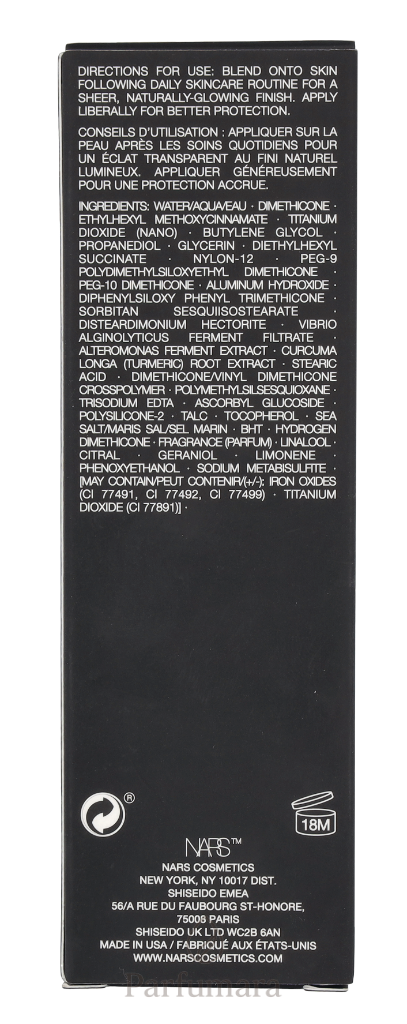 DIRECTIONS FOR USE: BLEND ONTO SKIN
FOLLOWING DAILY SKINCARE ROUTINE FOR A
SHEER, NATURALLY-GLOWING FINISH. APPLY
LIBERALLY FOR BETTER PROTECTION.
CONSEILS D'UTILISATION : APPLIQUER SUR LA
PEAU APRÈS LES SOINS QUOTIDIENS POUR
UN ÉCLAT TRANSPARENT AU FINI NATUREL
LUMINEUX. APPLIQUER GÉNÉREUSEMENT
POUR UNE PROTECTION ACCRUE.
INGREDIENTS: WATER/AQUA/EAU · DIMETHICONE ·
ETHYLHEXYL METHOXYCINNAMATE · TITANIUM
DIOXIDE (NANO) · BUTYLENE GLYCOL ·
PROPANEDIOL · GLYCERIN · DIETHYLHEXYL
SUCCINATE · NYLON-12 · PEG-9
POLYDIMETHYLSILOXYETHYL DIMETHICONE ·
PEG-10 DIMETHICONE · ALUMINUM HYDROXIDE ·
DIPHENYLSILOXY PHENYL TRIMETHICONE ·
SORBITAN SESQUIISOSTEARATE ·
DISTEARDIMONIUM HECTORITE · VIBRIO
ALGINOLYTICUS FERMENT FILTRATE ·
ALTEROMONAS FERMENT EXTRACT · CURCUMA
LONGA (TURMERIC) ROOT EXTRACT · STEARIC
ACID · DIMETHICONE/VINYL DIMETHICONE
CROSSPOLYMER · POLYMETHYLSILSESQUIOXANE ·
TRISODIUM EDTA · ASCORBYL GLUCOSIDE ·
POLYSILICONE-2 · TALC · TOCOPHEROL · SEA
SALT/MARIS SAL/SEL MARIN · BHT · HYDROGEN
DIMETHICONE · FRAGRANCE (PARFUM) · LINALOOL ·
CITRAL · GERANIOL · LIMONENE ·
PHENOXYETHANOL · SODIUM METABISULFITE ·
[MAY CONTAIN/PEUT CONTENIR/(+/-): IRON OXIDES
(CI 77491, CI 77492, CI 77499) · TITANIUM
DIOXIDE (CI 77891)] ·
®
18M
NARS™
NARS COSMETICS
NEW YORK, NY 10017 DIST.
SHISEIDO EMEA
56/A RUE DU FAUBOURG ST-HONORE,
75008 PARIS
SHISEIDO UK LTD WC2B 6AN
MADE IN USA / FABRIQUÉ AUX ÉTATS-UNIS
WWW.NARSCOSMETICS.COM
Parfumara